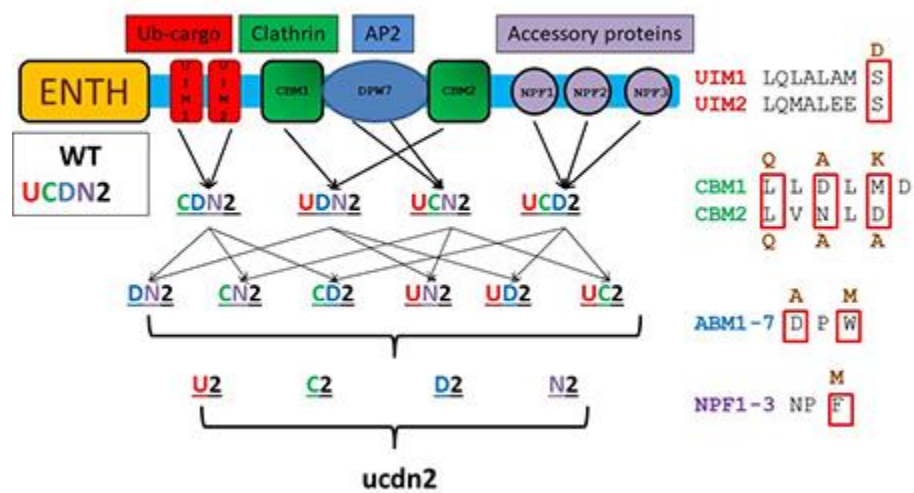 Ub-cargo Clathrin AP2 Accessory proteins
ENTH UIM1 UIM2 CBM1 DPW7 CBM2 NPF1 NPF2 NPF3
WT
UCDN2
CDN2 UDN2 UCN2 UCD2
DN2 CN2 CD2 UN2 UD2 UC2
U2 C2 D2 N2
ucdn2
D
UIM1 LQLALAM S
UIM2 LQMALEE S
Q A K
CBM1 L L D L M D
CBM2 L V N L D
Q A A
A M
ABM1-7 D P W
M
NPF1-3 NP F